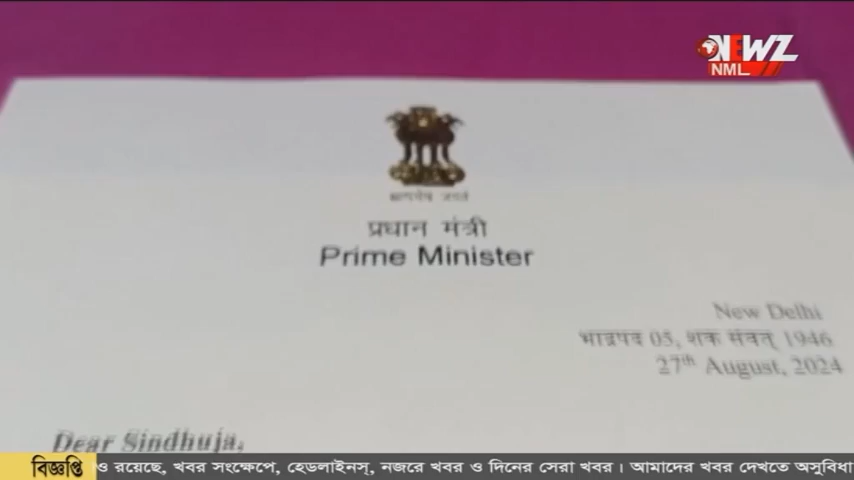 NEWZ
NML
सत्यमेव जयते
प्रधान मंत्री
Prime Minister
New Delhi
भाद्रपद 05, शक संवत् 1946
27th August, 2024
Dear Sindhuja,
বিজ্ঞপ্তি ও রয়েছে, খবর সংক্ষেপে, হেডলাইনস্, নজরে খবর ও দিনের সেরা খবর। আমাদের খবর দেখতে অসুবিধা